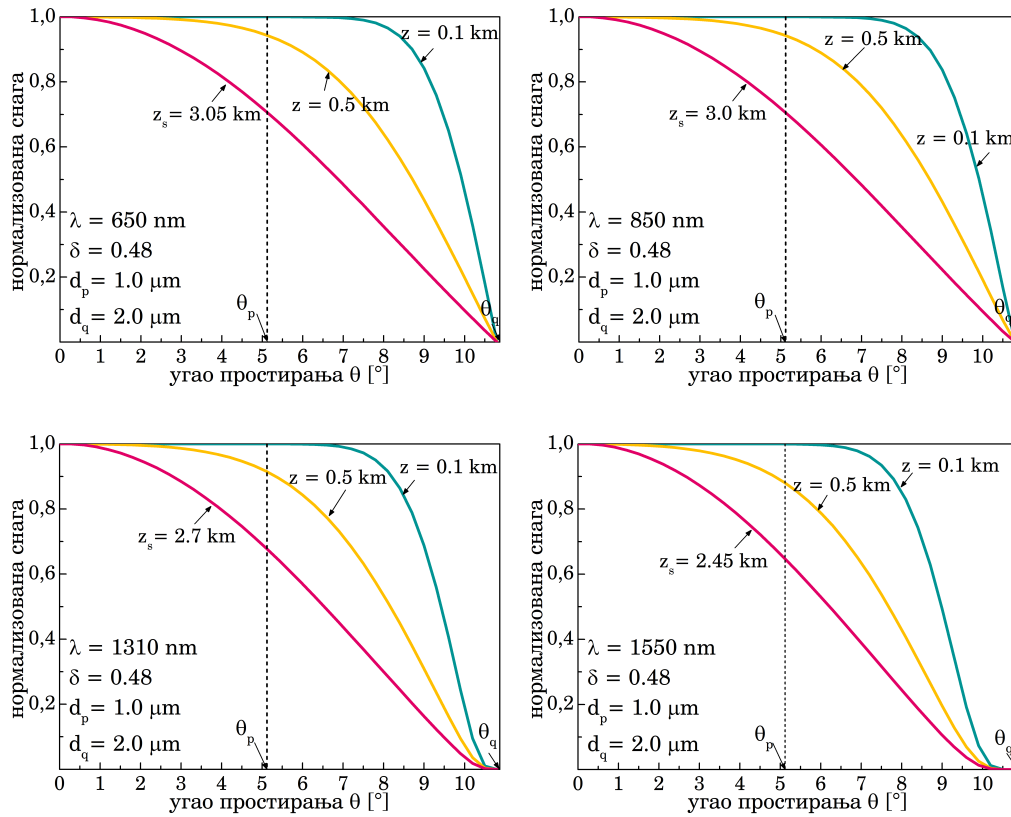 1,0
0,8
0,6
0,4
0,2
нормализована снага
z = 0.1 km
z = 0.5 km
zₛ = 3.05 km
λ = 650 nm
δ = 0.48
dₚ = 1.0 μm
d_q = 2.0 μm
θₚ
θ_q
0 1 2 3 4 5 6 7 8 9 10
угао простирања θ [°]
1,0
0,8
0,6
0,4
0,2
нормализована снага
z = 0.5 km
zₛ = 3.0 km
z = 0.1 km
λ = 850 nm
δ = 0.48
dₚ = 1.0 μm
d_q = 2.0 μm
θₚ
θ_q
0 1 2 3 4 5 6 7 8 9 10
угао простирања θ [°]
1,0
0,8
0,6
0,4
0,2
нормализована снага
z = 0.1 km
z = 0.5 km
zₛ = 2.7 km
λ = 1310 nm
δ = 0.48
dₚ = 1.0 μm
d_q = 2.0 μm
θₚ
θ_q
0 1 2 3 4 5 6 7 8 9 10
угао простирања θ [°]
1,0
0,8
0,6
0,4
0,2
нормализована снага
z = 0.1 km
z = 0.5 km
zₛ = 2.45 km
λ = 1550 nm
δ = 0.48
dₚ = 1.0 μm
d_q = 2.0 μm
θₚ
θ_q
0 1 2 3 4 5 6 7 8 9 10
угао простирања θ [°]